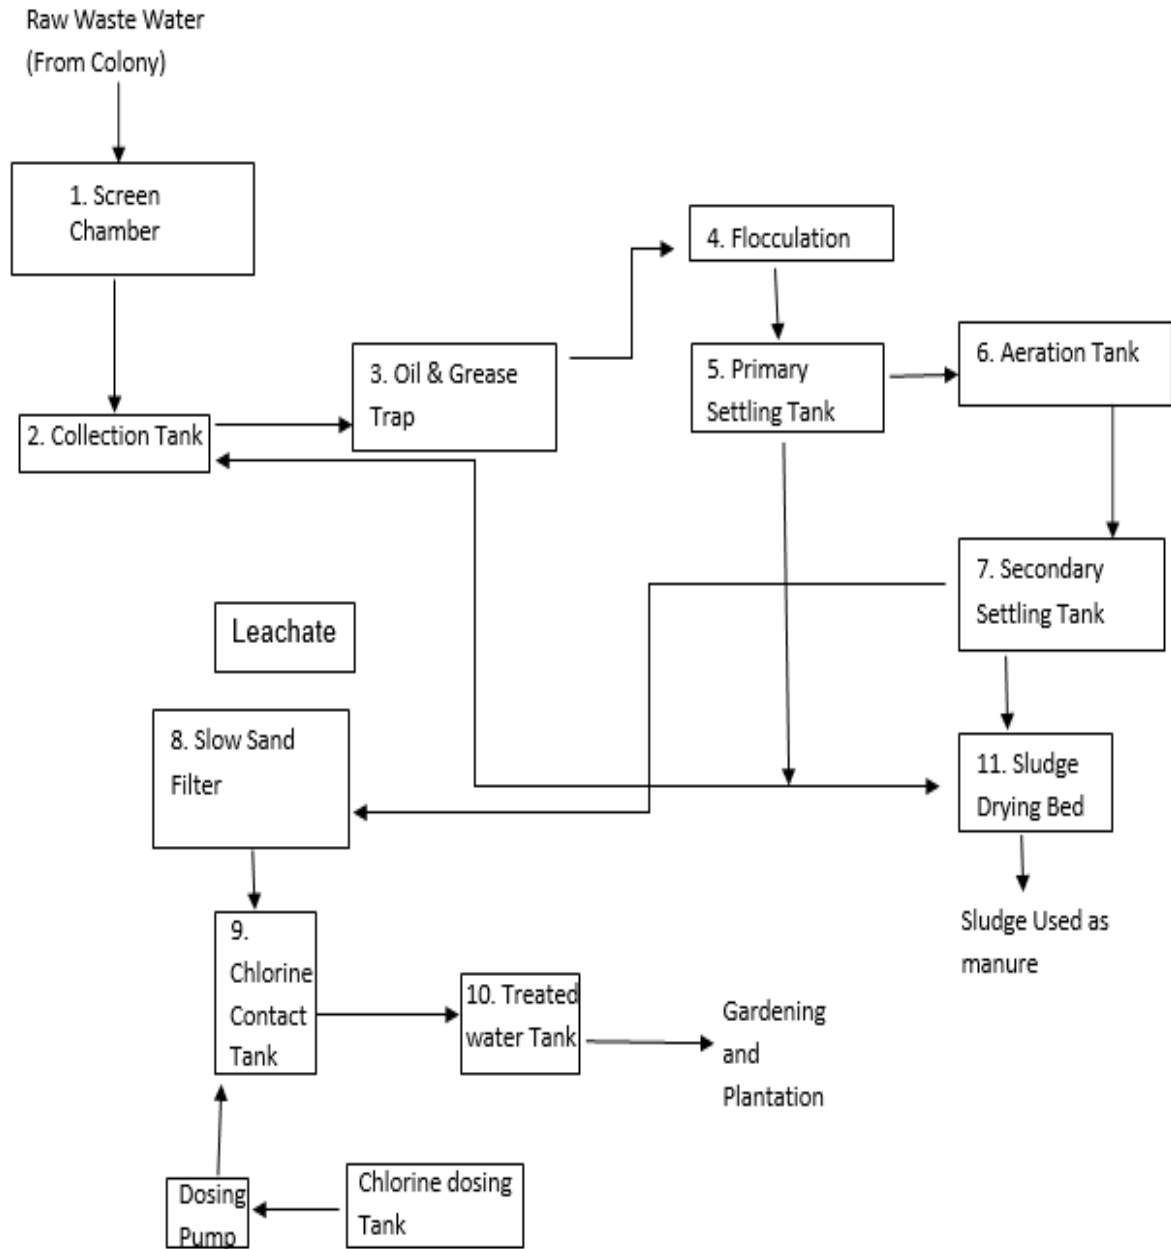 Raw Waste Water
(From Colony)
1. Screen
Chamber
2. Collection Tank
3. Oil & Grease
Trap
4. Flocculation
5. Primary
Settling Tank
6. Aeration Tank
7. Secondary
Settling Tank
Leachate
8. Slow Sand
Filter
11. Sludge
Drying Bed
Sludge Used as
manure
9.
Chlorine
Contact
Tank
10. Treated
water Tank
Gardening
and
Plantation
Dosing
Pump
Chlorine dosing
Tank